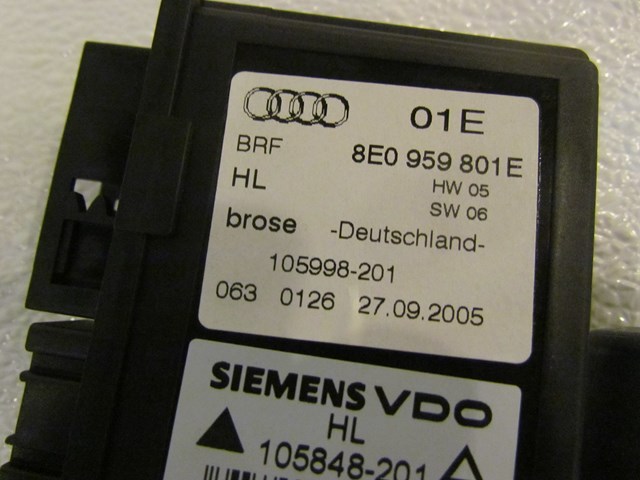 01E
BRF 8E0 959 801E
HL HW 05
SW 06
brose -Deutschland-
105998-201
063 0126 27.09.2005
SIEMENS VDO
HL
105848-201